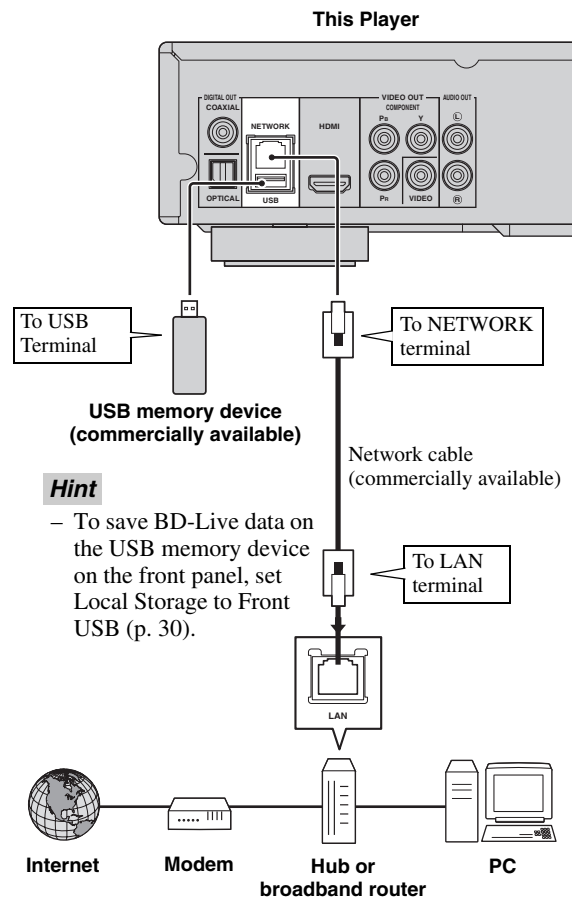 This Player
DIGITAL OUT
COAXIAL
OPTICAL
NETWORK
USB
HDMI
VIDEO OUT
COMPONENT
PB
Y
PR
VIDEO
AUDIO OUT
L
R
To USB
Terminal
To NETWORK
terminal
USB memory device
(commercially available)
Network cable
(commercially available)
Hint
– To save BD-Live data on
the USB memory device
on the front panel, set
Local Storage to Front
USB (p. 30).
To LAN
terminal
LAN
Internet
Modem
Hub or
broadband router
PC